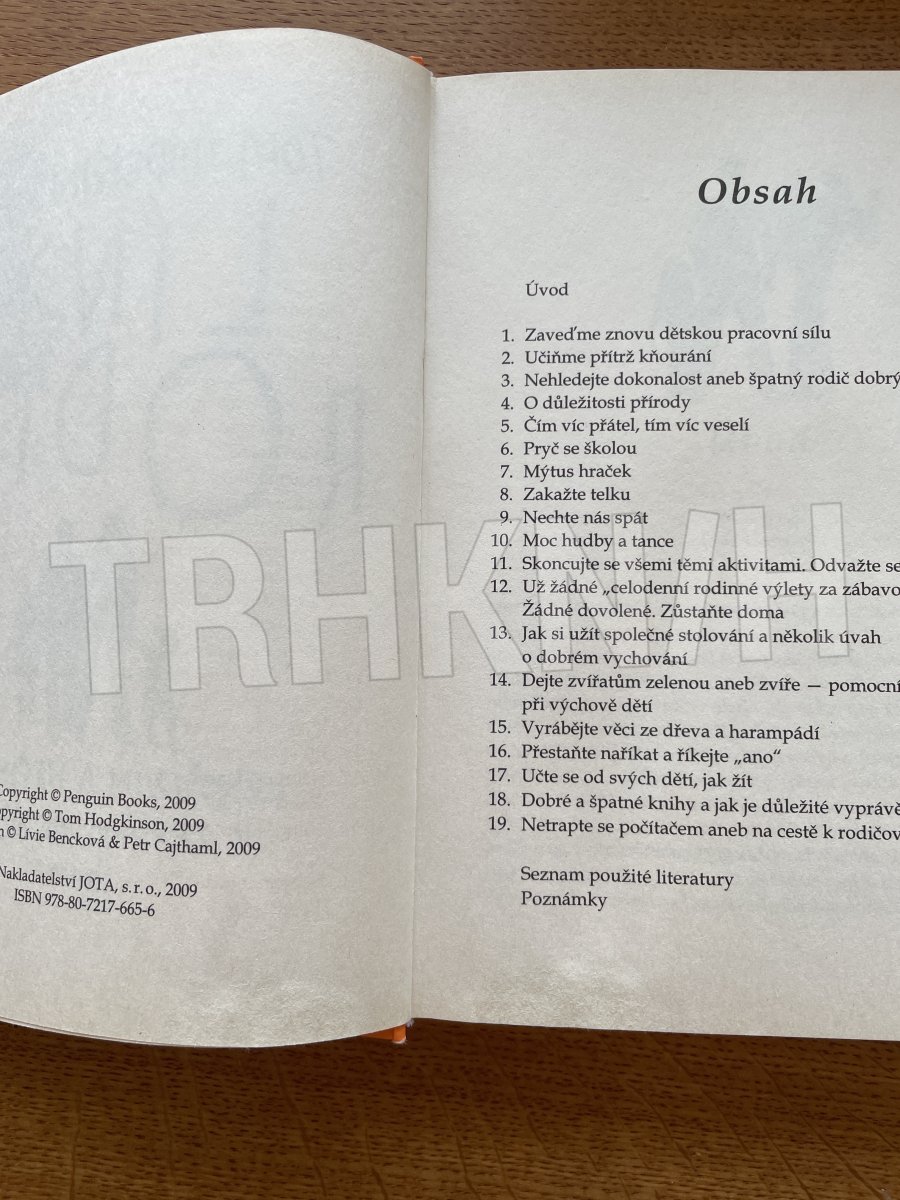 Copyright © Penguin Books, 2009
© Tom Hodgkinson, 2009
© Lívie Bencková & Petr Cajthaml, 2009
Nakladatelství JOTA, s. r. o., 2009
ISBN 978-80-7217-665-6
Obsah
Úvod
1. Zaveďme znovu dětskou pracovní sílu
2. Učiňme přítrž kňourání
3. Nehledejte dokonalost aneb špatný rodič dobrý
4. O důležitosti přírody
5. Čím víc přátel, tím víc veselí
6. Pryč se školou
7. Mýtus hraček
8. Zakažte telku
9. Nechte nás spát
10. Moc hudby a tance
11. Skoncujte se všemi těmi aktivitami. Odvažte se
12. Už žádné „celodenní rodinné výlety za
Žádné dovolené. Zůstaňte doma
13. Jak si užít společné stolování a několik úvah
o dobrém vychování
14. Dejte zvířatům zelenou aneb zvíře —
při výchově dětí
15. Vyrábějte věci ze dřeva a harampádí
16. Přestaňte naříkat a říkejte „ano“
17. Učte se od svých dětí, jak žít
18. Dobré a špatné knihy a jak je důležité
19. Netrapte se počítačem aneb na cestě k
Seznam použité literatury
Poznámky
TRHKNIH